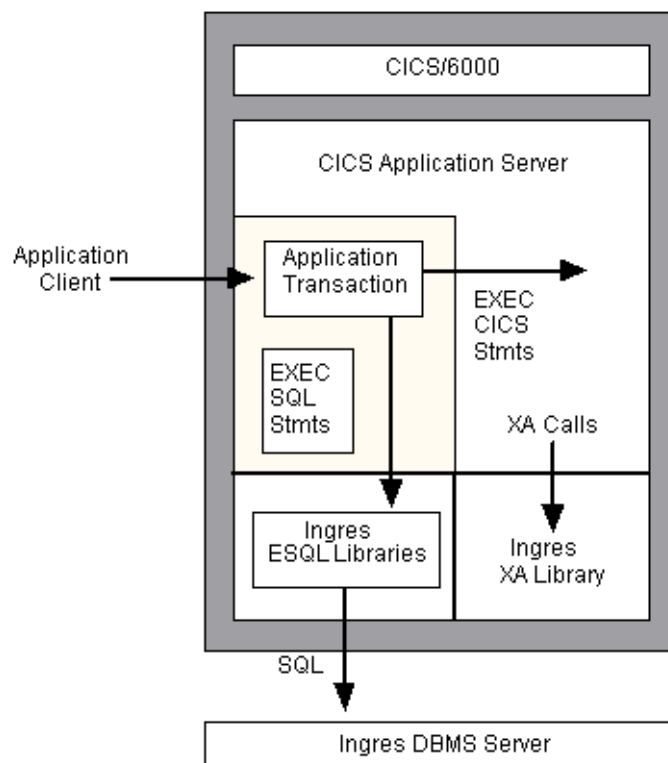 CICS/6000
CICS Application Server
Application
Client
Application
Transaction
EXEC
CICS
Stmts
EXEC
SQL
Stmts
XA Calls
Ingres
ESQL Libraries
Ingres
XA Library
SQL
Ingres DBMS Server